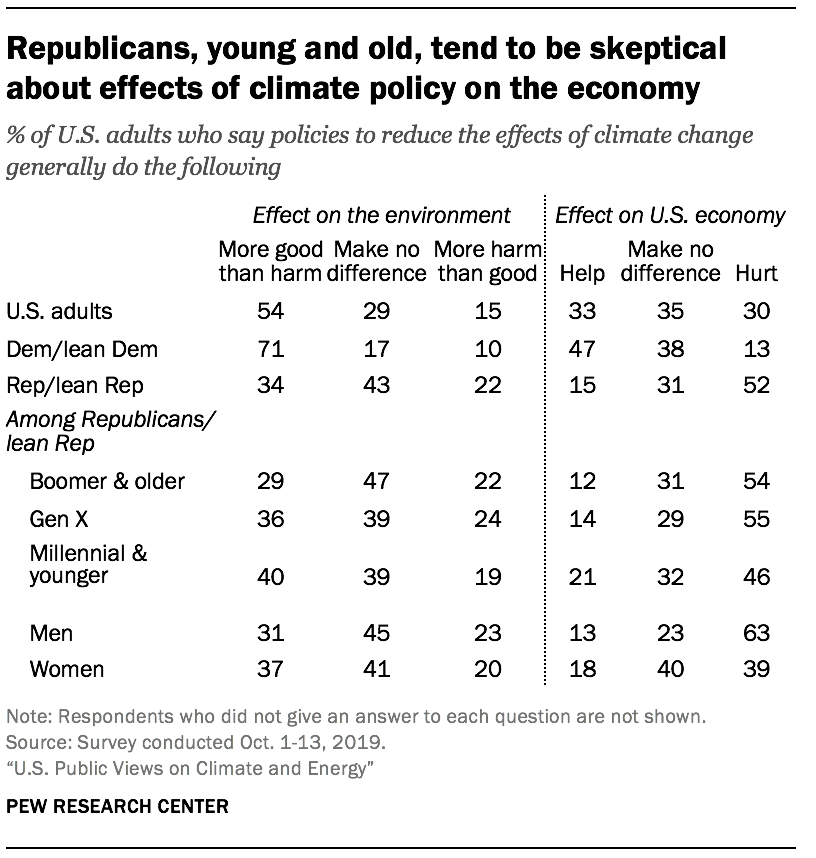 Republicans, young and old, tend to be skeptical
about effects of climate policy on the economy
% of U.S. adults who say policies to reduce the effects of climate change
generally do the following
Effect on the environment Effect on U.S. economy
More good Make no More harm Make no
than harm difference than good Help difference Hurt
U.S. adults 54 29 15 33 35 30
Dem/lean Dem 71 17 10 47 38 13
Rep/lean Rep 34 43 22 15 31 52
Among Republicans/
lean Rep
Boomer & older 29 47 22 12 31 54
Gen X 36 39 24 14 29 55
Millennial &
younger 40 39 19 21 32 46
Men 31 45 23 13 23 63
Women 37 41 20 18 40 39
Note: Respondents who did not give an answer to each question are not shown.
Source: Survey conducted Oct. 1-13, 2019.
“U.S. Public Views on Climate and Energy”
PEW RESEARCH CENTER